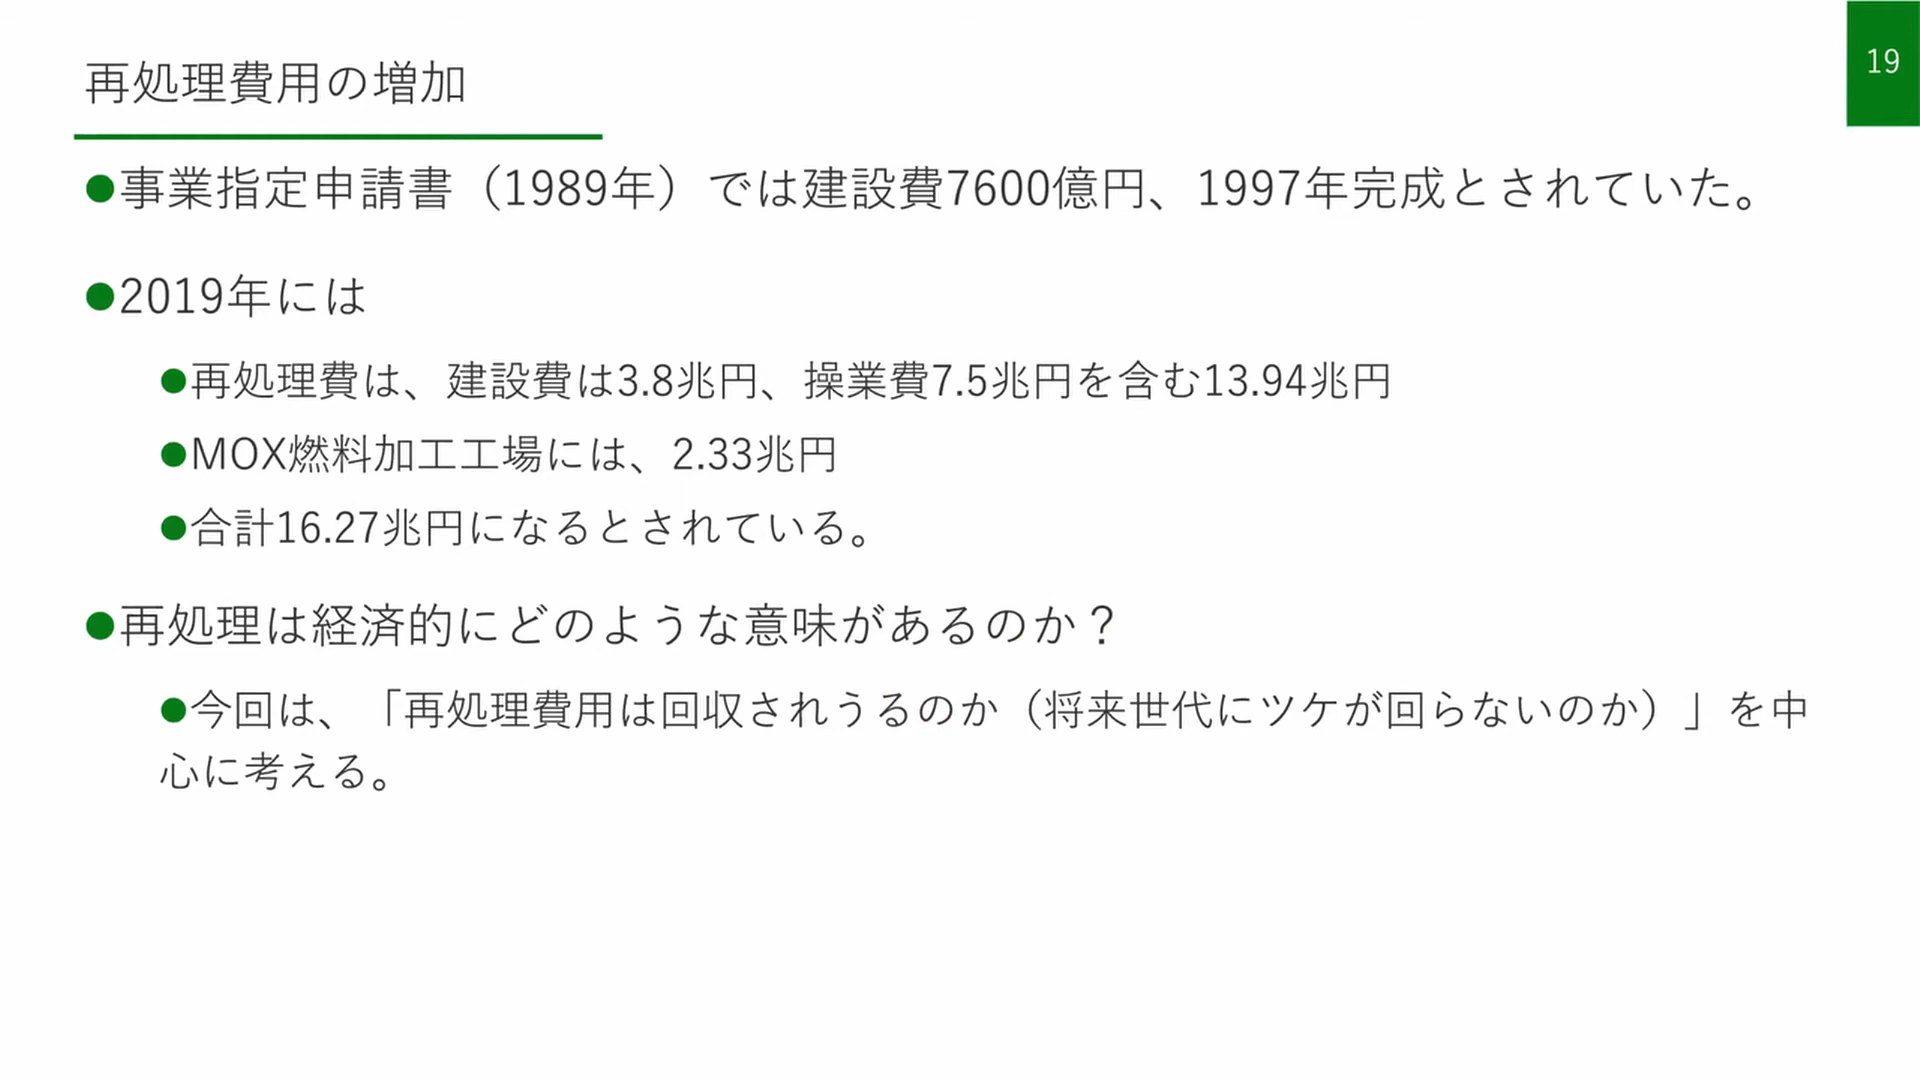 再処理費用の増加
19
●事業指定申請書（1989年）では建設費7600億円、1997年完成とされていた。
●2019年には
●再処理費は、建設費は3.8兆円、操業費7.5兆円を含む13.94兆円
●MOX燃料加工工場には、2.33兆円
●合計16.27兆円になるとされている。
●再処理は経済的にどのような意味があるのか？
●今回は、「再処理費用は回収されうるのか（将来世代にツケが回らないのか）」を中
心に考える。